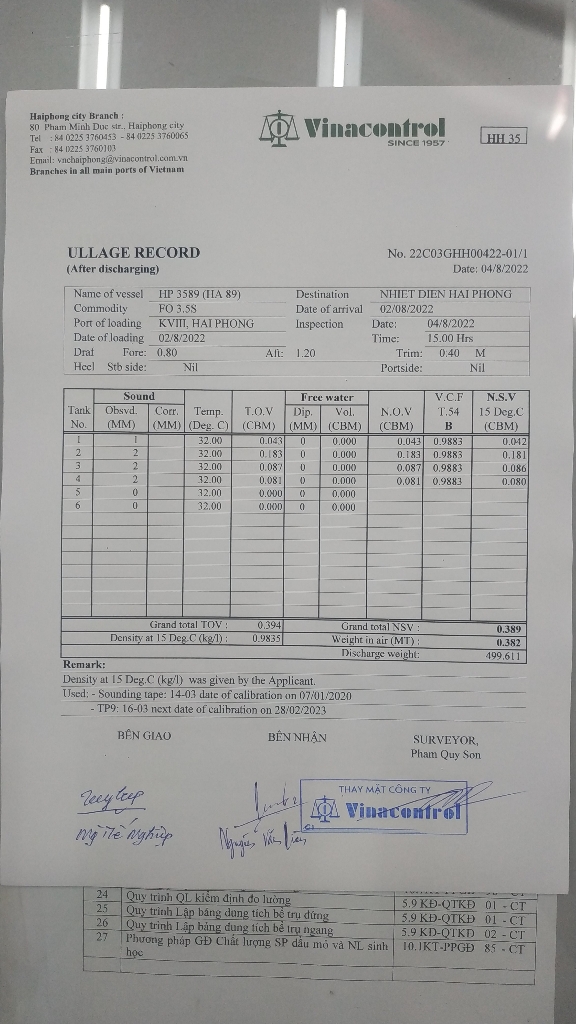 Haiphong city Branch :
80 Pham Minh Duc str., Haiphong city
Tel : 84 0225 3760453 - 84 0225 3760065
Fax : 84 0225 3760103
Email: vnchaiphong@vinacontrol.com.vn
Branches in all main ports of Vietnam
Vinacontrol
SINCE 1957
HH 35
ULLAGE RECORD
(After discharging)
No. 22C03GHH00422-01/1
Date: 04/8/2022
Name of vessel HP 3589 (HA 89) Destination NHIET DIEN HAI PHONG
Commodity FO 3.5S Date of arrival 02/08/2022
Port of loading KVIII, HAI PHONG Inspection Date: 04/8/2022
Date of loading 02/8/2022 Time: 15.00 Hrs
Draf Fore: 0.80 Aft: 1.20 Trim: 0.40 M
Heel Stb side: Nil Portside: Nil
Sound Free water V.C.F N.S.V
Tank Obsvd. Corr. Temp. T.O.V Dip. Vol. N.O.V T.54 15 Deg.C
No. (MM) (MM) (Deg. C) (CBM) (MM) (CBM) (CBM) B (CBM)
1 1 32.00 0.043 0 0.000 0.043 0.9883 0.042
2 2 32.00 0.183 0 0.000 0.183 0.9883 0.181
3 2 32.00 0.087 0 0.000 0.087 0.9883 0.086
4 2 32.00 0.081 0 0.000 0.081 0.9883 0.080
5 0 32.00 0.000 0 0.000
6 0 32.00 0.000 0 0.000
Grand total TOV : 0.394 Grand total NSV : 0.389
Density at 15 Deg.C (kg/l) : 0.9835 Weight in air (MT) : 0.382
Discharge weight: 499.611
Remark:
Density at 15 Deg.C (kg/l) was given by the Applicant.
Used: - Sounding tape: 14-03 date of calibration on 07/01/2020
- TP9: 16-03 next date of calibration on 28/02/2023
BÊN GIAO BÊN NHẬN SURVEYOR,
Pham Quy Son
THAY MẶT CÔNG TY
Vinacontrol
24 Quy trình QL kiểm định đo lường
25 Quy trình Lập bảng dung tích bể trụ đứng 5.9 KĐ-QTKĐ 01 - CT
26 Quy trình Lập bảng dung tích bể trụ ngang 5.9 KĐ-QTKĐ 02 - CT
27 Phương pháp GĐ Chất lượng SP dầu mỏ và NL sinh học 10.1KT-PPGĐ 85 - CT